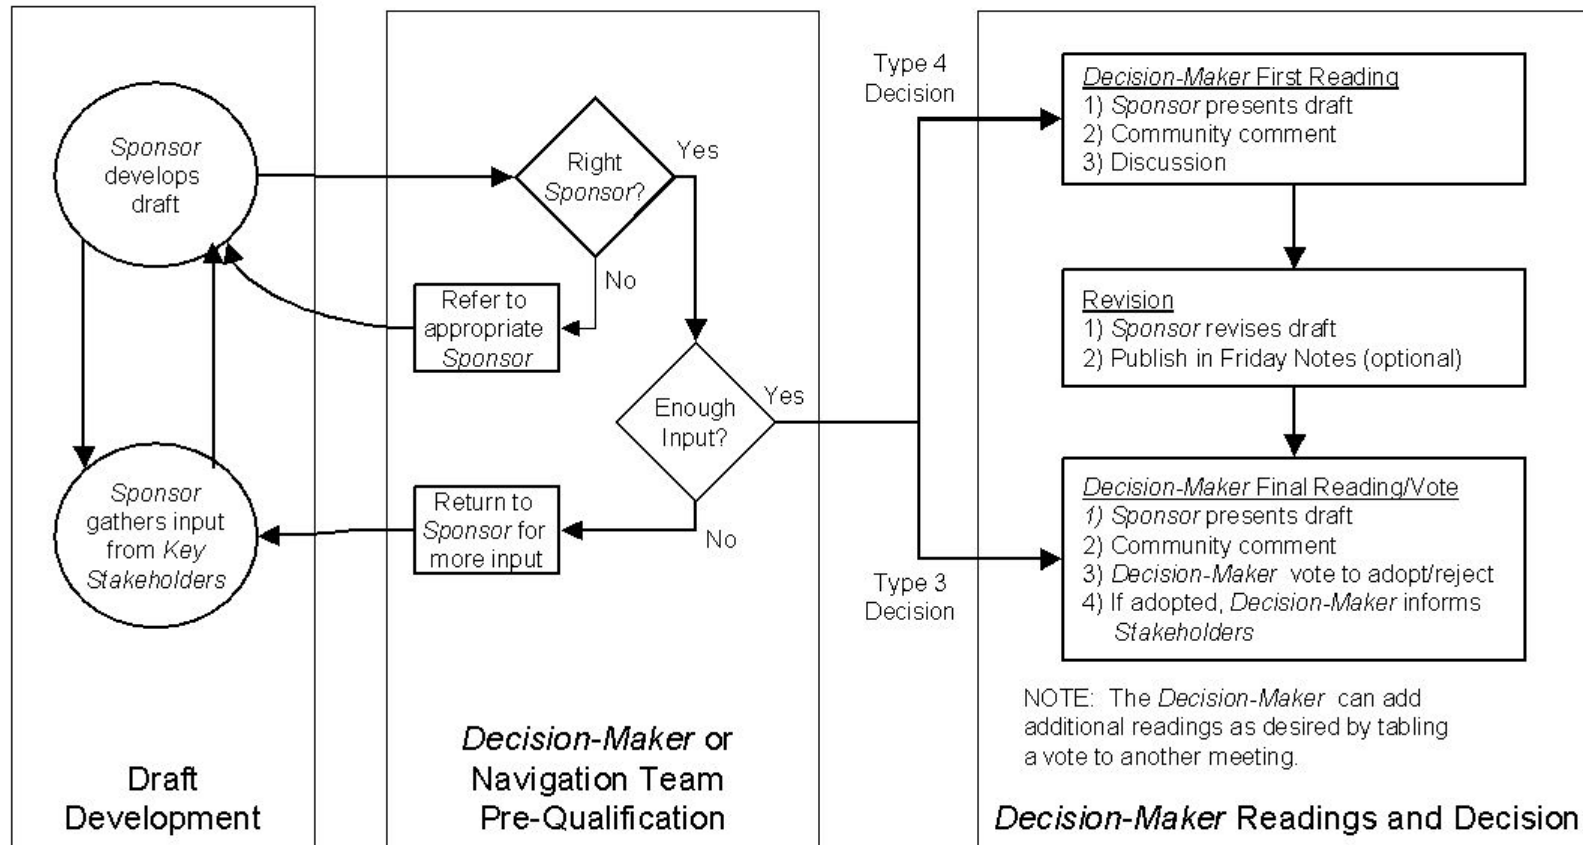 Sponsor
develops
draft
Sponsor
gathers input
from Key
Stakeholders
Draft
Development
Right
Sponsor?
Yes
No
Refer to
appropriate
Sponsor
Enough
Input?
Yes
No
Return to
Sponsor for
more input
Decision-Maker or
Navigation Team
Pre-Qualification
Type 4
Decision
Type 3
Decision
Decision-Maker First Reading
1) Sponsor presents draft
2) Community comment
3) Discussion
Revision
1) Sponsor revises draft
2) Publish in Friday Notes (optional)
Decision-Maker Final Reading/Vote
1) Sponsor presents draft
2) Community comment
3) Decision-Maker vote to adopt/reject
4) If adopted, Decision-Maker informs
Stakeholders
NOTE: The Decision-Maker can add
additional readings as desired by tabling
a vote to another meeting.
Decision-Maker Readings and Decision